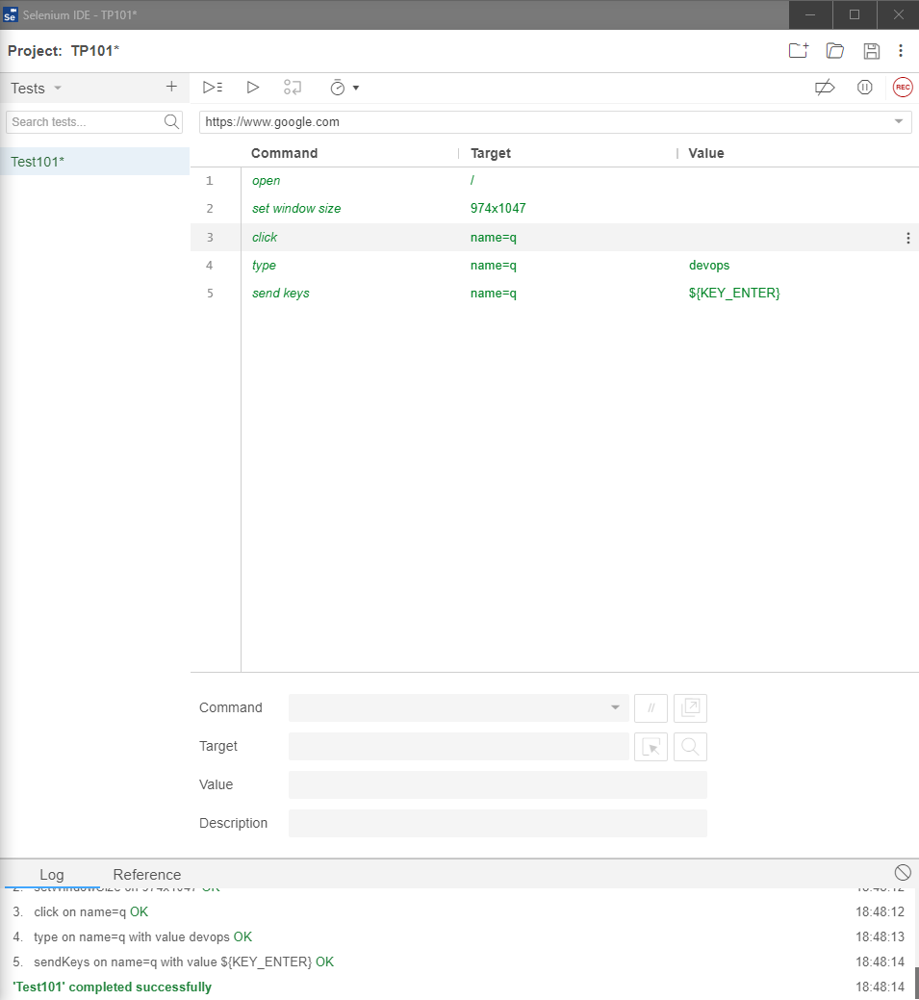 Se Selenium IDE - TP101*
Project: TP101*
Tests
REC
Search tests...
https://www.google.com
Test101*
Command Target Value
1 open /
2 set window size 974x1047
3 click name=q
4 type name=q devops
5 send keys name=q ${KEY_ENTER}
Command //
Target
Value
Description
Log Reference
2. setWindowSize on 974x1047 OK 18:48:12
3. click on name=q OK 18:48:12
4. type on name=q with value devops OK 18:48:13
5. sendKeys on name=q with value ${KEY_ENTER} OK 18:48:14
'Test101' completed successfully 18:48:14